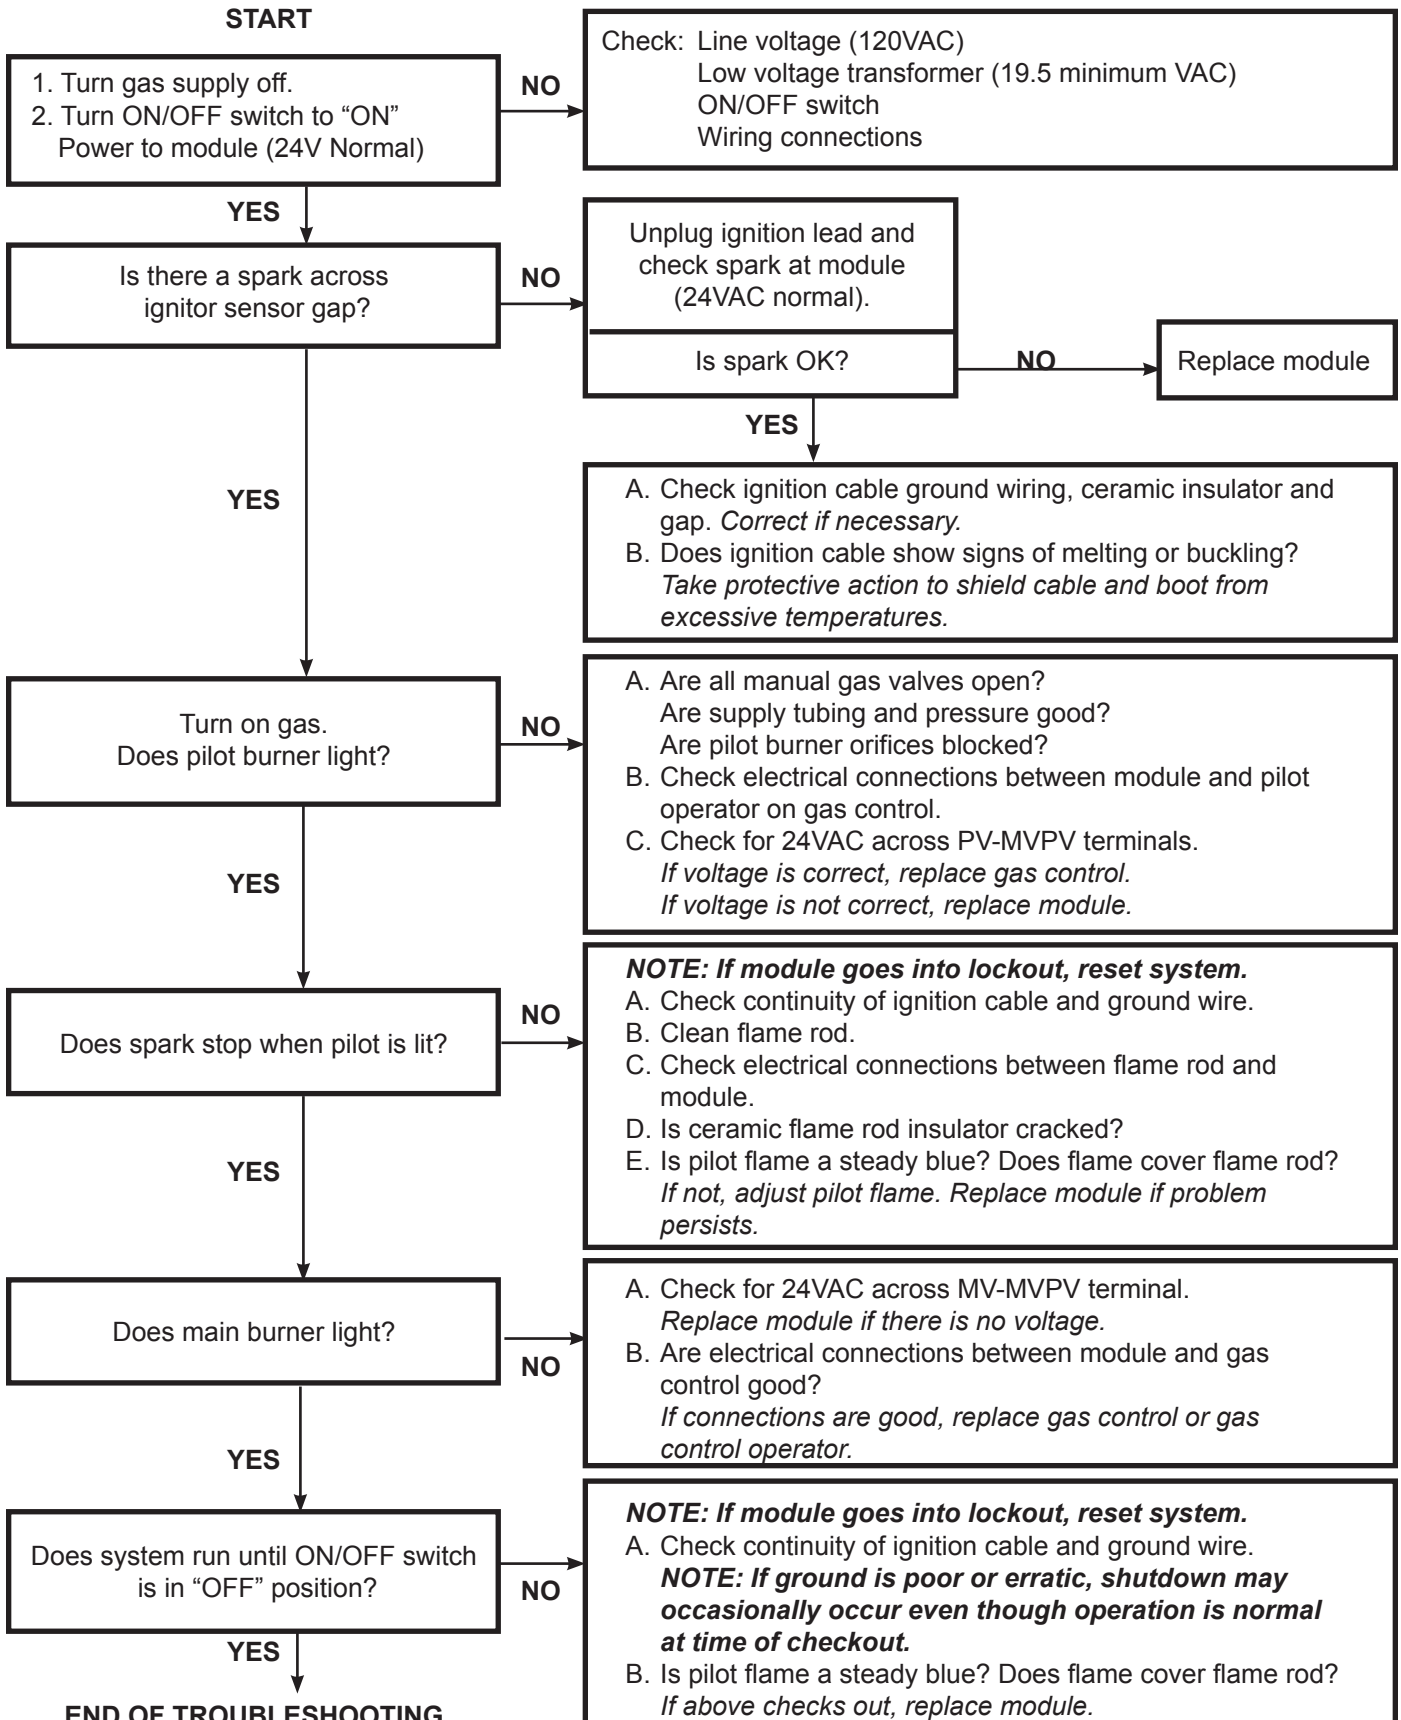 START
1. Turn gas supply off.
2. Turn ON/OFF switch to “ON”
Power to module (24V Normal)
NO
Check: Line voltage (120VAC)
Low voltage transformer (19.5 minimum VAC)
ON/OFF switch
Wiring connections
YES
Is there a spark across
ignitor sensor gap?
NO
Unplug ignition lead and
check spark at module
(24VAC normal).
Is spark OK?
NO
Replace module
YES
A. Check ignition cable ground wiring, ceramic insulator and
gap. Correct if necessary.
B. Does ignition cable show signs of melting or buckling?
Take protective action to shield cable and boot from
excessive temperatures.
YES
Turn on gas.
Does pilot burner light?
NO
A. Are all manual gas valves open?
Are supply tubing and pressure good?
Are pilot burner orifices blocked?
B. Check electrical connections between module and pilot
operator on gas control.
C. Check for 24VAC across PV-MVPV terminals.
If voltage is correct, replace gas control.
If voltage is not correct, replace module.
YES
Does spark stop when pilot is lit?
NO
NOTE: If module goes into lockout, reset system.
A. Check continuity of ignition cable and ground wire.
B. Clean flame rod.
C. Check electrical connections between flame rod and
module.
D. Is ceramic flame rod insulator cracked?
E. Is pilot flame a steady blue? Does flame cover flame rod?
If not, adjust pilot flame. Replace module if problem
persists.
YES
Does main burner light?
NO
A. Check for 24VAC across MV-MVPV terminal.
Replace module if there is no voltage.
B. Are electrical connections between module and gas
control good?
If connections are good, replace gas control or gas
control operator.
YES
Does system run until ON/OFF switch
is in “OFF” position?
NO
NOTE: If module goes into lockout, reset system.
A. Check continuity of ignition cable and ground wire.
NOTE: If ground is poor or erratic, shutdown may
occasionally occur even though operation is normal
at time of checkout.
B. Is pilot flame a steady blue? Does flame cover flame rod?
If above checks out, replace module.
YES
END OF TROUBLESHOOTING